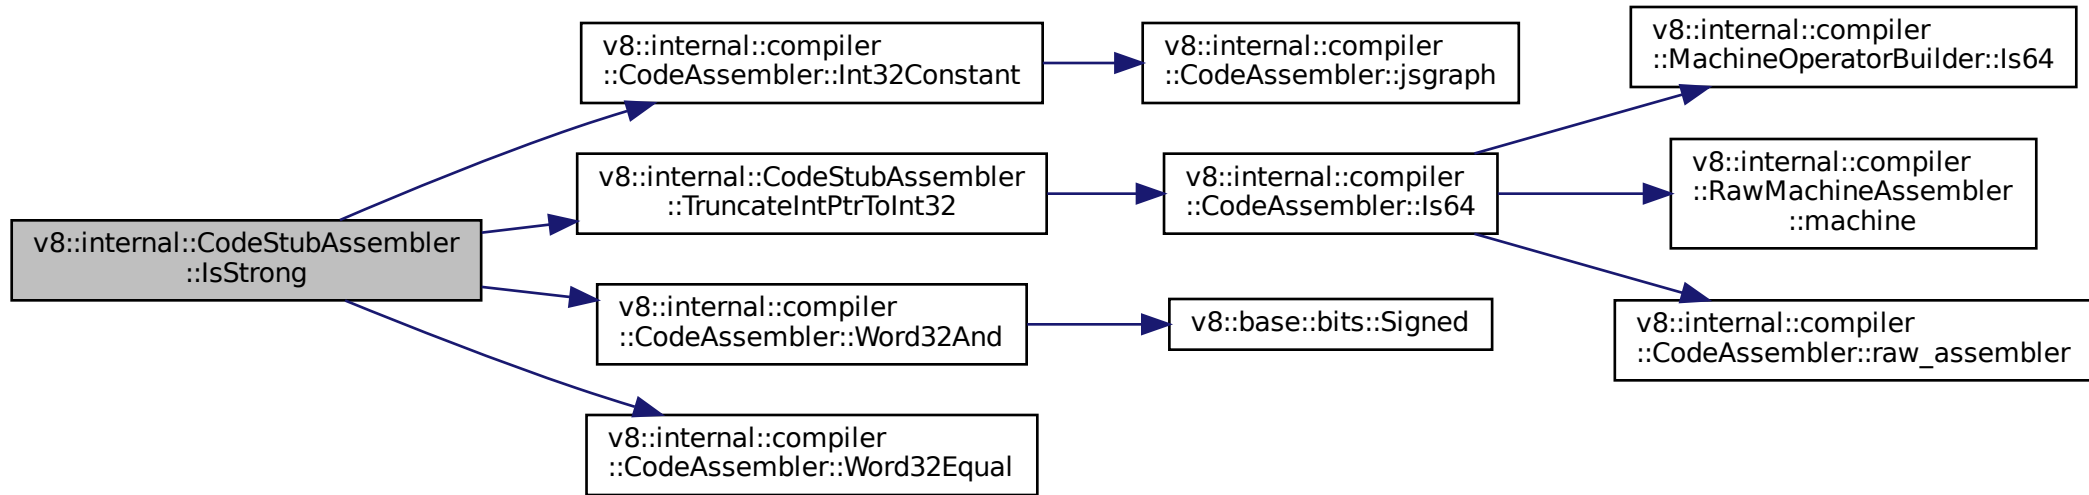 v8::internal::CodeStubAssembler
::IsStrong
v8::internal::compiler
::CodeAssembler::Int32Constant
v8::internal::compiler
::CodeAssembler::jsgraph
v8::internal::CodeStubAssembler
::TruncateIntPtrToInt32
v8::internal::compiler
::CodeAssembler::Is64
v8::internal::compiler
::MachineOperatorBuilder::Is64
v8::internal::compiler
::RawMachineAssembler
::machine
v8::internal::compiler
::CodeAssembler::raw_assembler
v8::internal::compiler
::CodeAssembler::Word32And
v8::base::bits::Signed
v8::internal::compiler
::CodeAssembler::Word32Equal